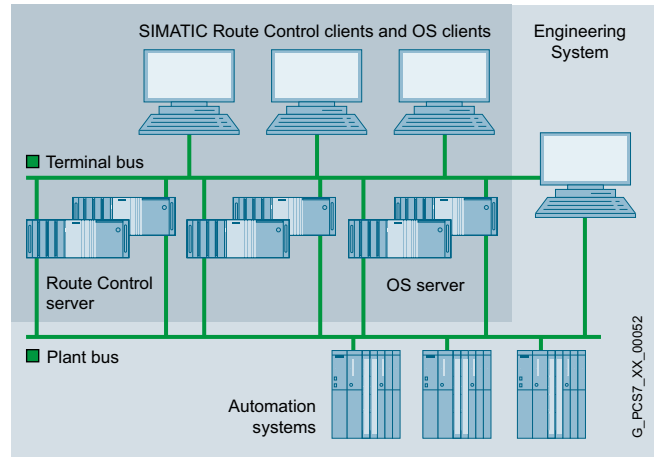 SIMATIC Route Control clients and OS clients
Engineering
System
Terminal bus
Route Control
server
OS server
Plant bus
Automation
systems
G_PCS7_XX_00052